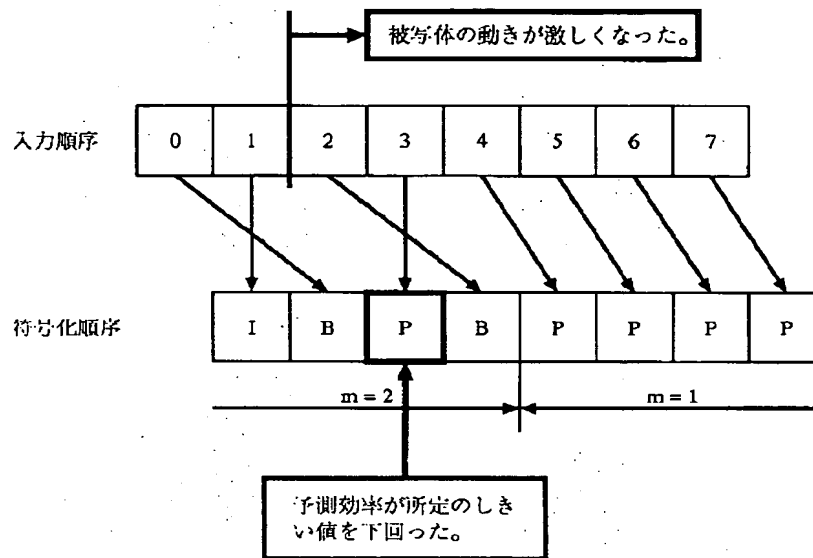 被写体の動きが激しくなった。
入力順序
0 1 2 3 4 5 6 7
符号化順序
I B P B P P P P
m = 2
m = 1
予測効率が所定のしき
い値を下回った。